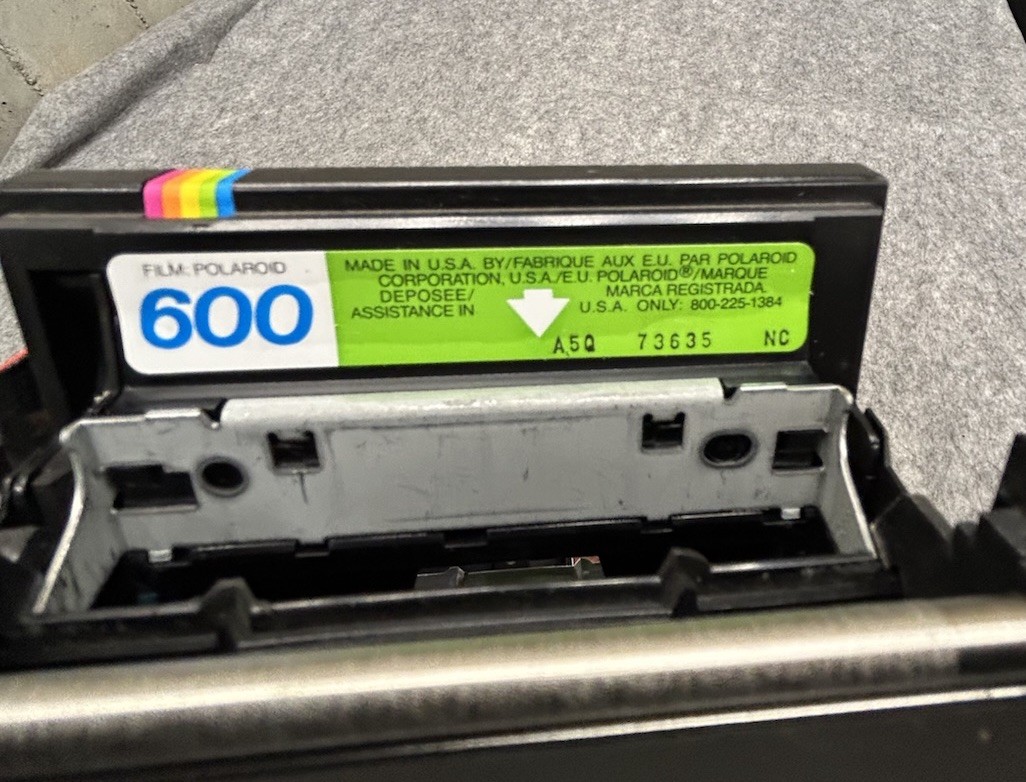 FILM: POLAROID
600
MADE IN U.S.A. BY/FABRIQUE AUX E.U. PAR POLAROID
CORPORATION, U.S.A./E.U. POLAROID®/MARQUE
DEPOSEE/ MARCA REGISTRADA.
ASSISTANCE IN U.S.A. ONLY: 800-225-1384
A5Q 73635 NC